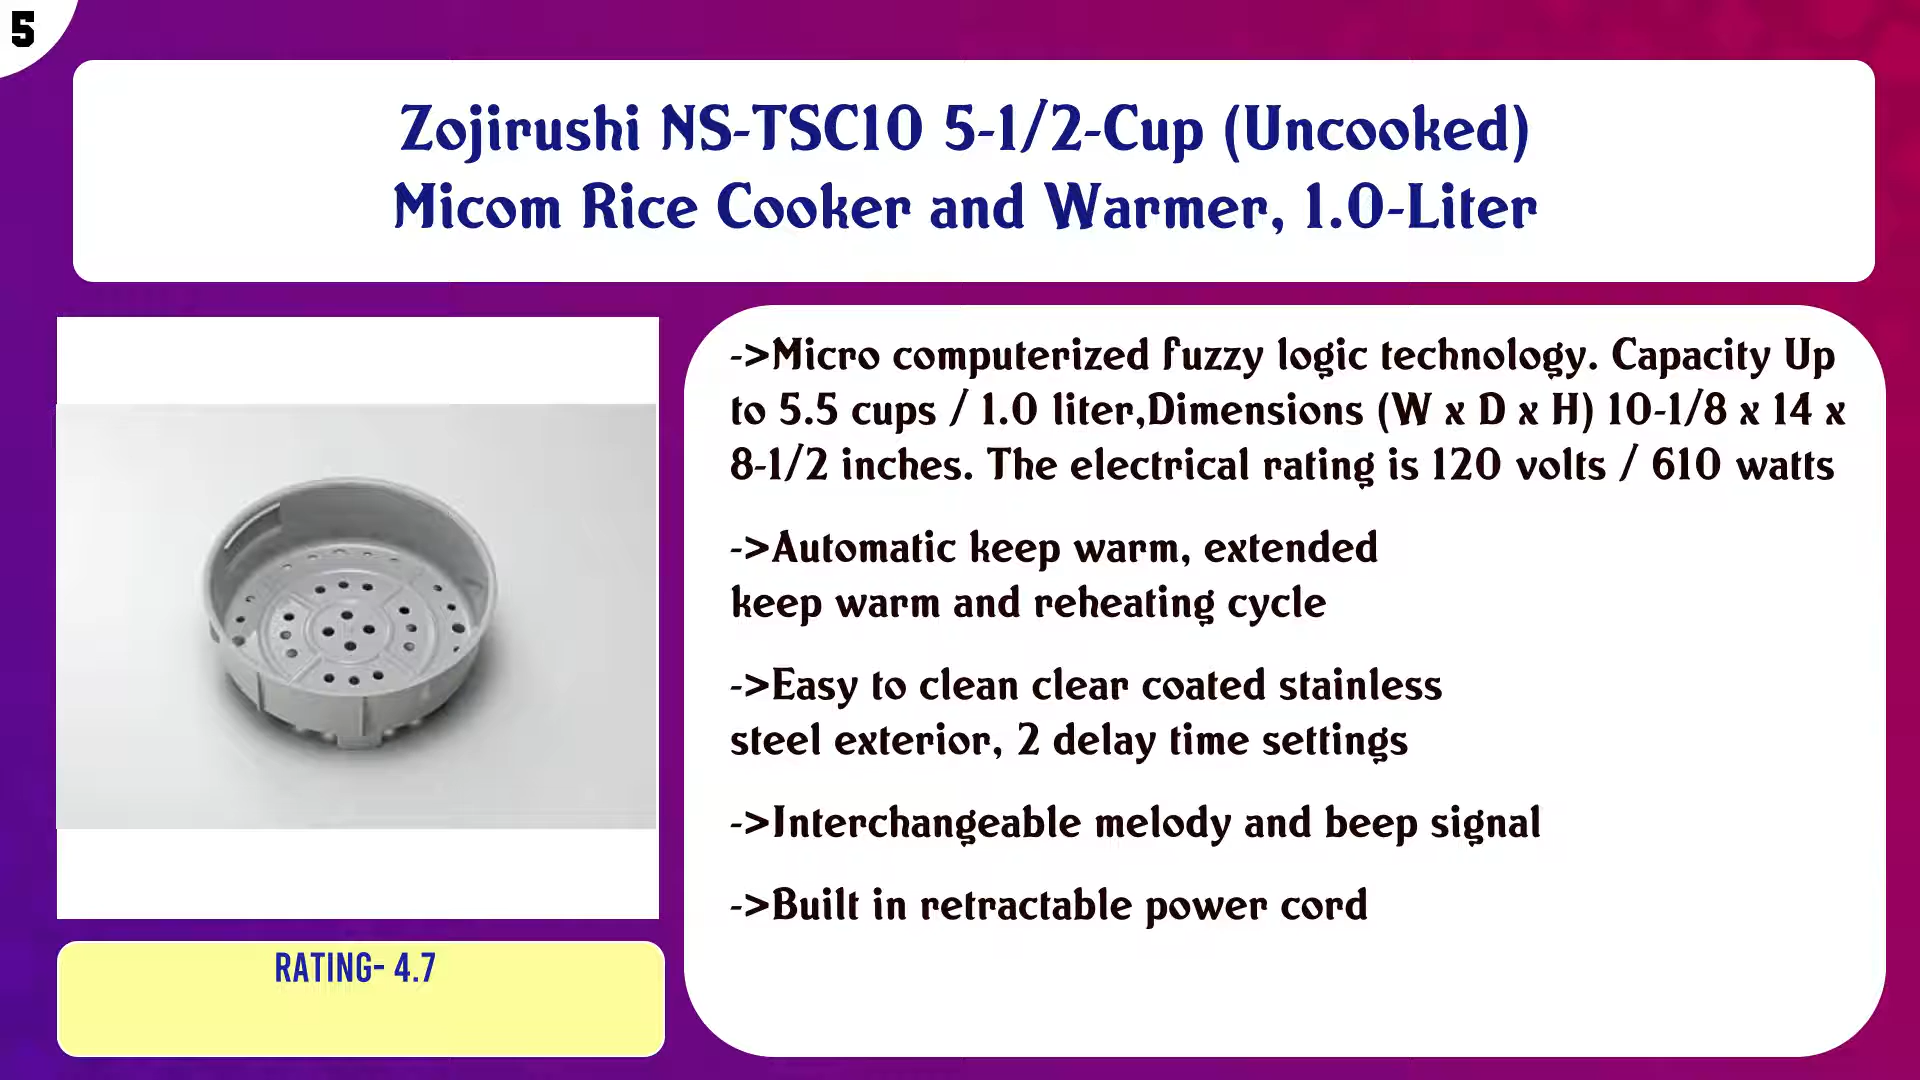 5
Zojirushi NS-TSC10 5-1/2-Cup (Uncooked)
Micom Rice Cooker and Warmer, 1.0-Liter
->Micro computerized fuzzy logic technology. Capacity Up
to 5.5 cups / 1.0 liter,Dimensions (W x D x H) 10-1/8 x 14 x
8-1/2 inches. The electrical rating is 120 volts / 610 watts
->Automatic keep warm, extended
keep warm and reheating cycle
->Easy to clean clear coated stainless
steel exterior, 2 delay time settings
->Interchangeable melody and beep signal
->Built in retractable power cord
RATING- 4.7